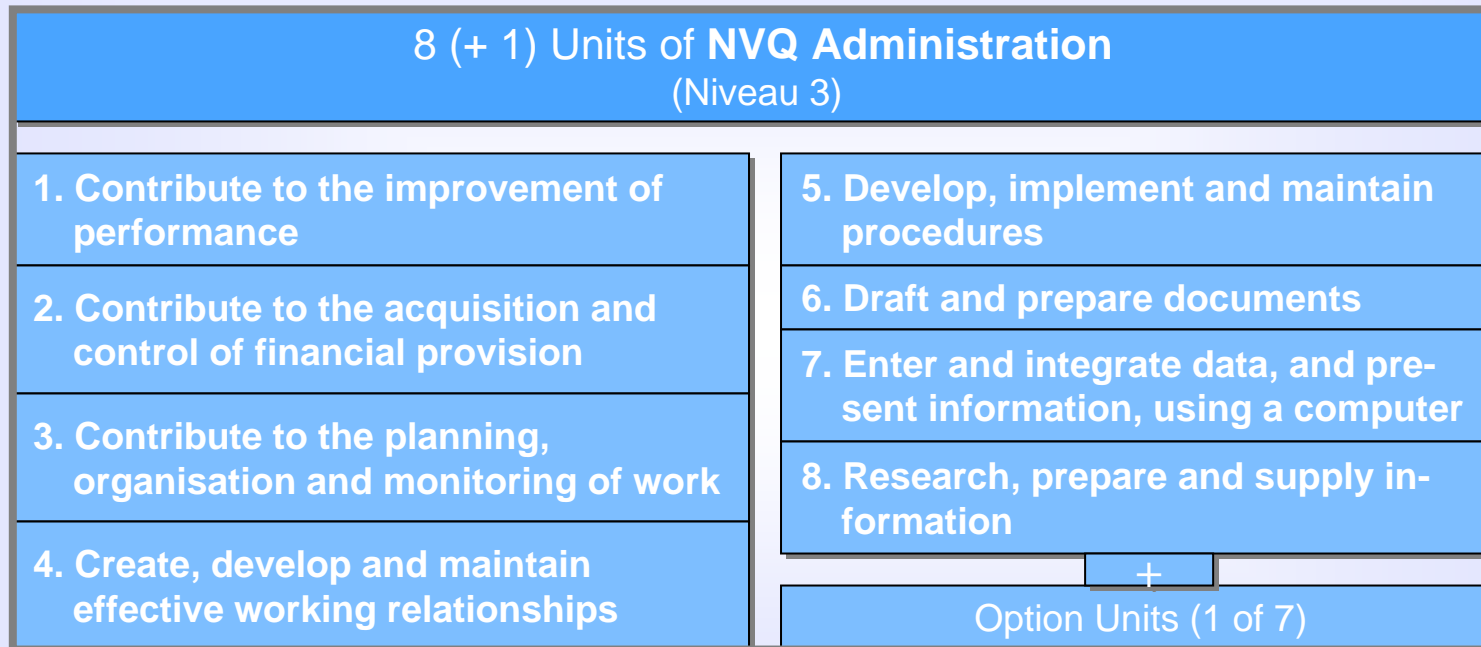 8 (+ 1) Units of NVQ Administration
(Niveau 3)
1. Contribute to the improvement of
performance
2. Contribute to the acquisition and
control of financial provision
3. Contribute to the planning,
organisation and monitoring of work
4. Create, develop and maintain
effective working relationships
5. Develop, implement and maintain
procedures
6. Draft and prepare documents
7. Enter and integrate data, and pre-
sent information, using a computer
8. Research, prepare and supply in-
formation
+
Option Units (1 of 7)